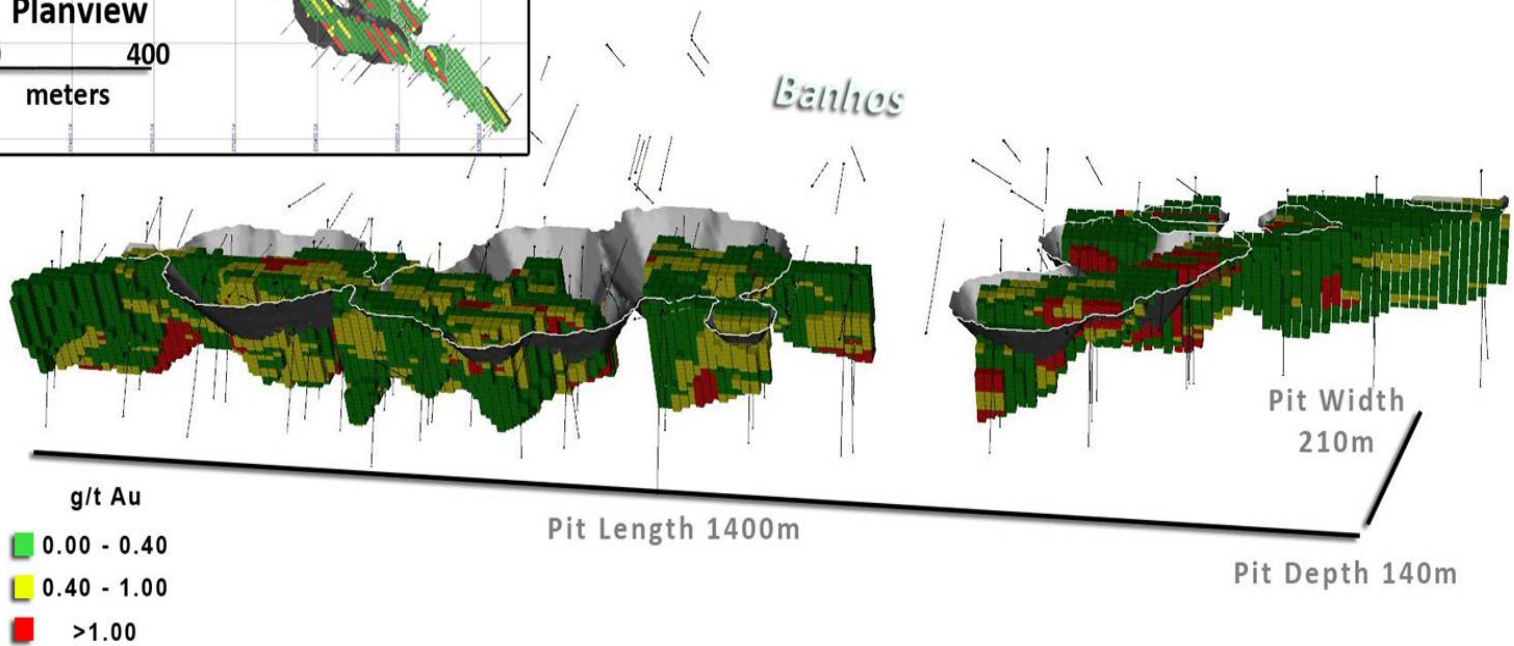 Planview
400
meters
Banhos
Pit Width
210m
g/t Au
Pit Length 1400m
0.00 - 0.40
Pit Depth 140m
0.40 - 1.00
>1.00